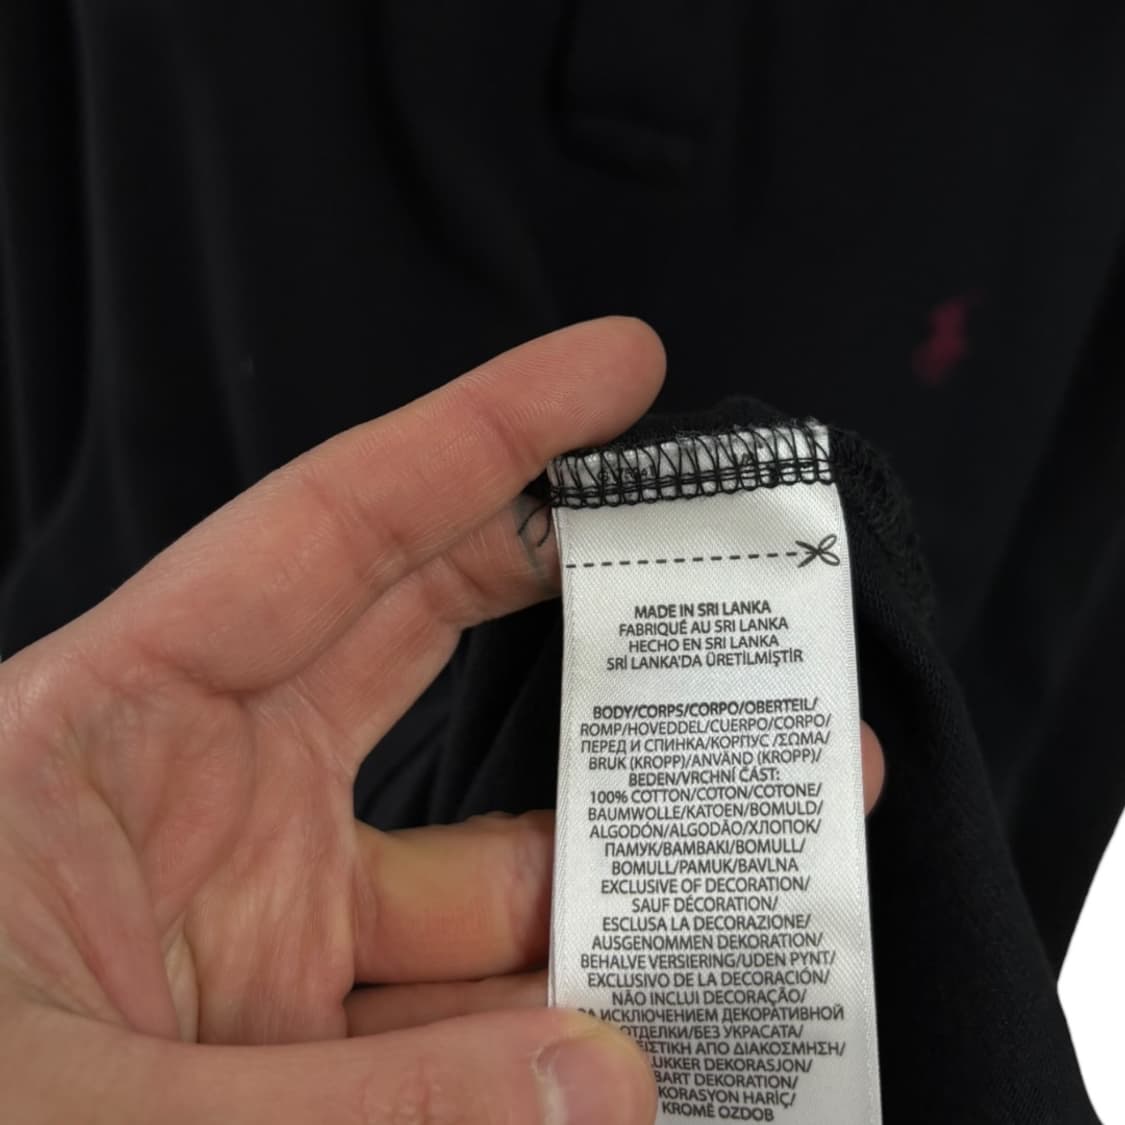 MADE IN SRI LANKA
FABRIQUÉ AU SRI LANKA
HECHO EN SRI LANKA
SRİ LANKA'DA ÜRETİLMİŞTİR
BODY/CORPS/CORPO/OBERTEIL/
ROMP/HOVEDDEL/CUERPO/CORPO/
ПЕРЕД И СПИНКА/КОРПУС/ΣΩΜΑ/
BRUK (KROPP)/ANVÄND (KROPP)/
BEDEN/VRCHNÍ ČÁST:
100% COTTON/COTON/COTONE/
BAUMWOLLE/KATOEN/BOMULD/
ALGODÓN/ALGODÃO/ХЛОПОК/
ПАМУК/ΒΑΜΒΑΚΙ/BOMULL/
BOMULL/PAMUK/BAVLNA
EXCLUSIVE OF DECORATION/
SAUF DÉCORATION/
ESCLUSA LA DECORAZIONE/
AUSGENOMMEN DEKORATION/
BEHALVE VERSIERING/UDEN PYNT/
EXCLUSIVO DE LA DECORACIÓN/
NÃO INCLUI DECORAÇÃO/
ИСКЛЮЧЕНИЕМ ДЕКОРАТИВНОЙ
ОТДЕЛКИ/БЕЗ УКРАСАТА/
ΑΠΟ ΔΙΑΚΟΣΜΗΣΗ/
DEKORASJON/
DEKORATION/
HARİÇ/
KROMĚ OZDOB